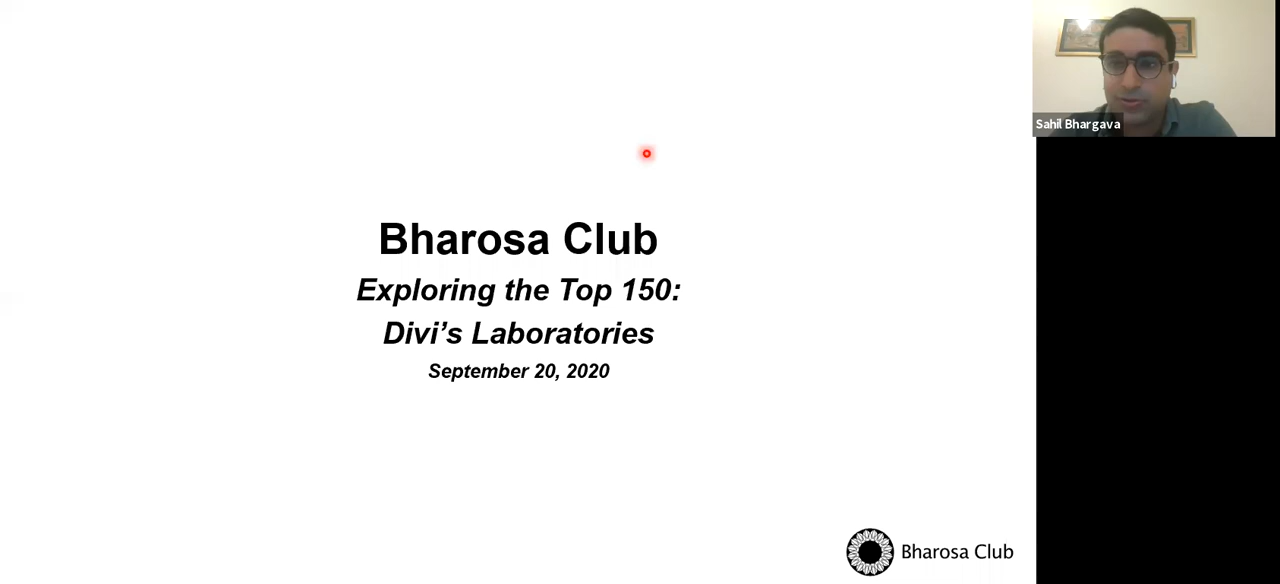 Sahil Bhargava
Bharosa Club
Exploring the Top 150:
Divi's Laboratories
September 20, 2020
Bharosa Club